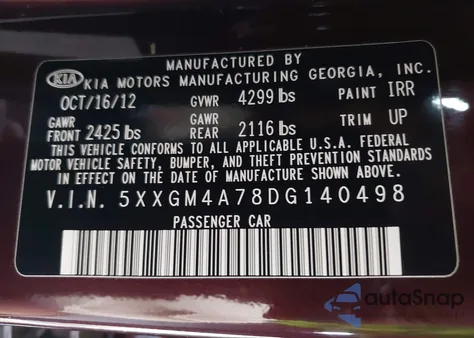 MANUFACTURED BY
KIA KIA MOTORS MANUFACTURING GEORGIA, INC.
OCT/16/12 GVWR 4299 lbs PAINT IRR
GAWR FRONT 2425 lbs GAWR REAR 2116 lbs TRIM UP
THIS VEHICLE CONFORMS TO ALL APPLICABLE U.S.A. FEDERAL
MOTOR VEHICLE SAFETY, BUMPER, AND THEFT PREVENTION STANDARDS
IN EFFECT ON THE DATE OF MANUFACTURE SHOWN ABOVE.
V.I.N. 5XXGM4A78DG140498
PASSENGER CAR
autoSnap